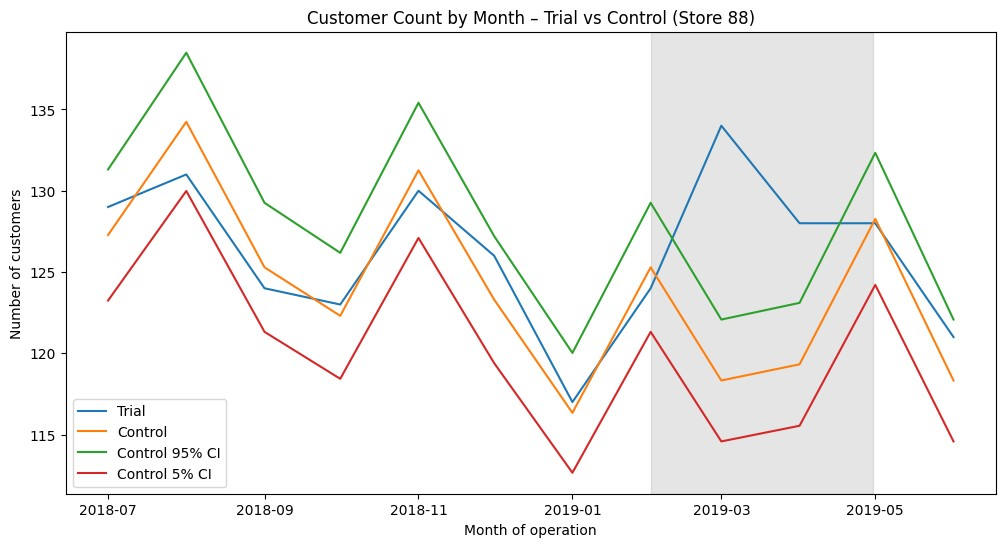 Customer Count by Month – Trial vs Control (Store 88)
Number of customers
135
130
125
120
115
Trial
Control
Control 95% CI
Control 5% CI
2018-07
2018-09
2018-11
2019-01
2019-03
2019-05
Month of operation